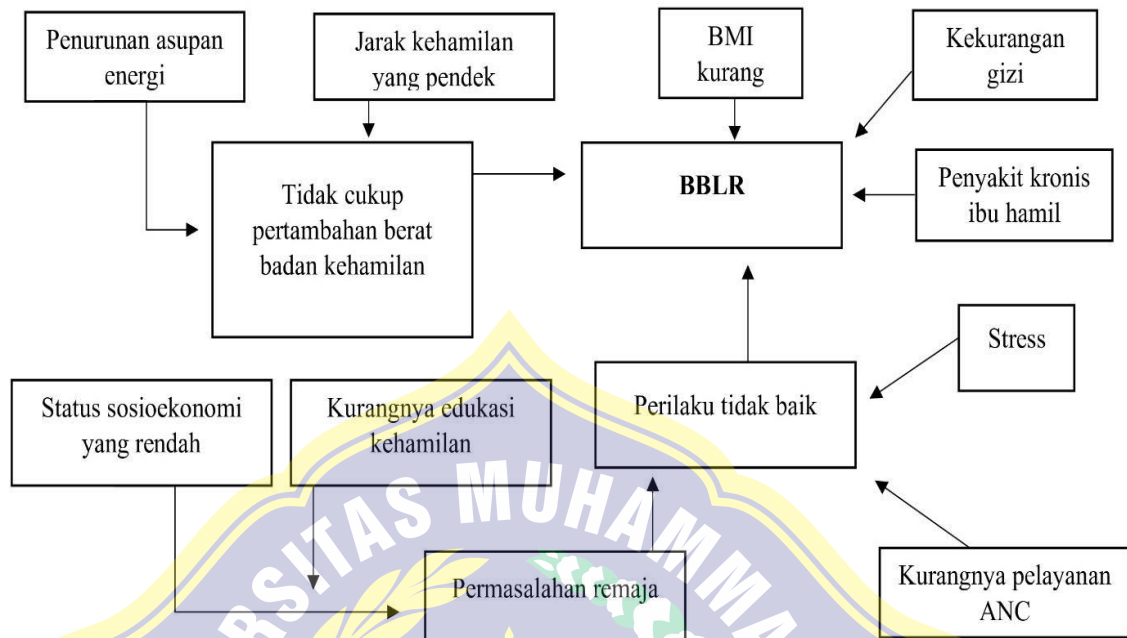 Penurunan asupan
energi
Jarak kehamilan
yang pendek
BMI
kurang
Kekurangan
gizi
Tidak cukup
pertambahan berat
badan kehamilan
BBLR
Penyakit kronis
ibu hamil
Stress
Status sosioekonomi
yang rendah
Kurangnya edukasi
kehamilan
Perilaku tidak baik
Permasalahan remaja
Kurangnya pelayanan
ANC
RSITAS MUHAMMA